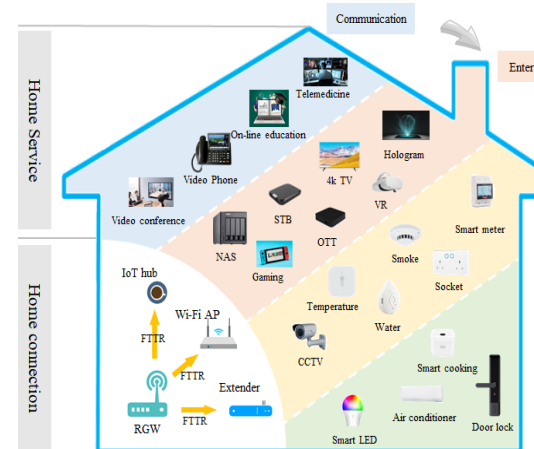 Communication
Enter
Home Service
Telemedicine
On-line education
Video Phone
Video conference
Hologram
4k TV
VR
STB
OTT
NAS
Gaming
Smart meter
Smoke
Socket
Temperature
Water
CCTV
Home connection
IoT hub
Wi-Fi AP
FTTR
FTTR
Extender
FTTR
RGW
Smart cooking
Air conditioner
Door lock
Smart LED